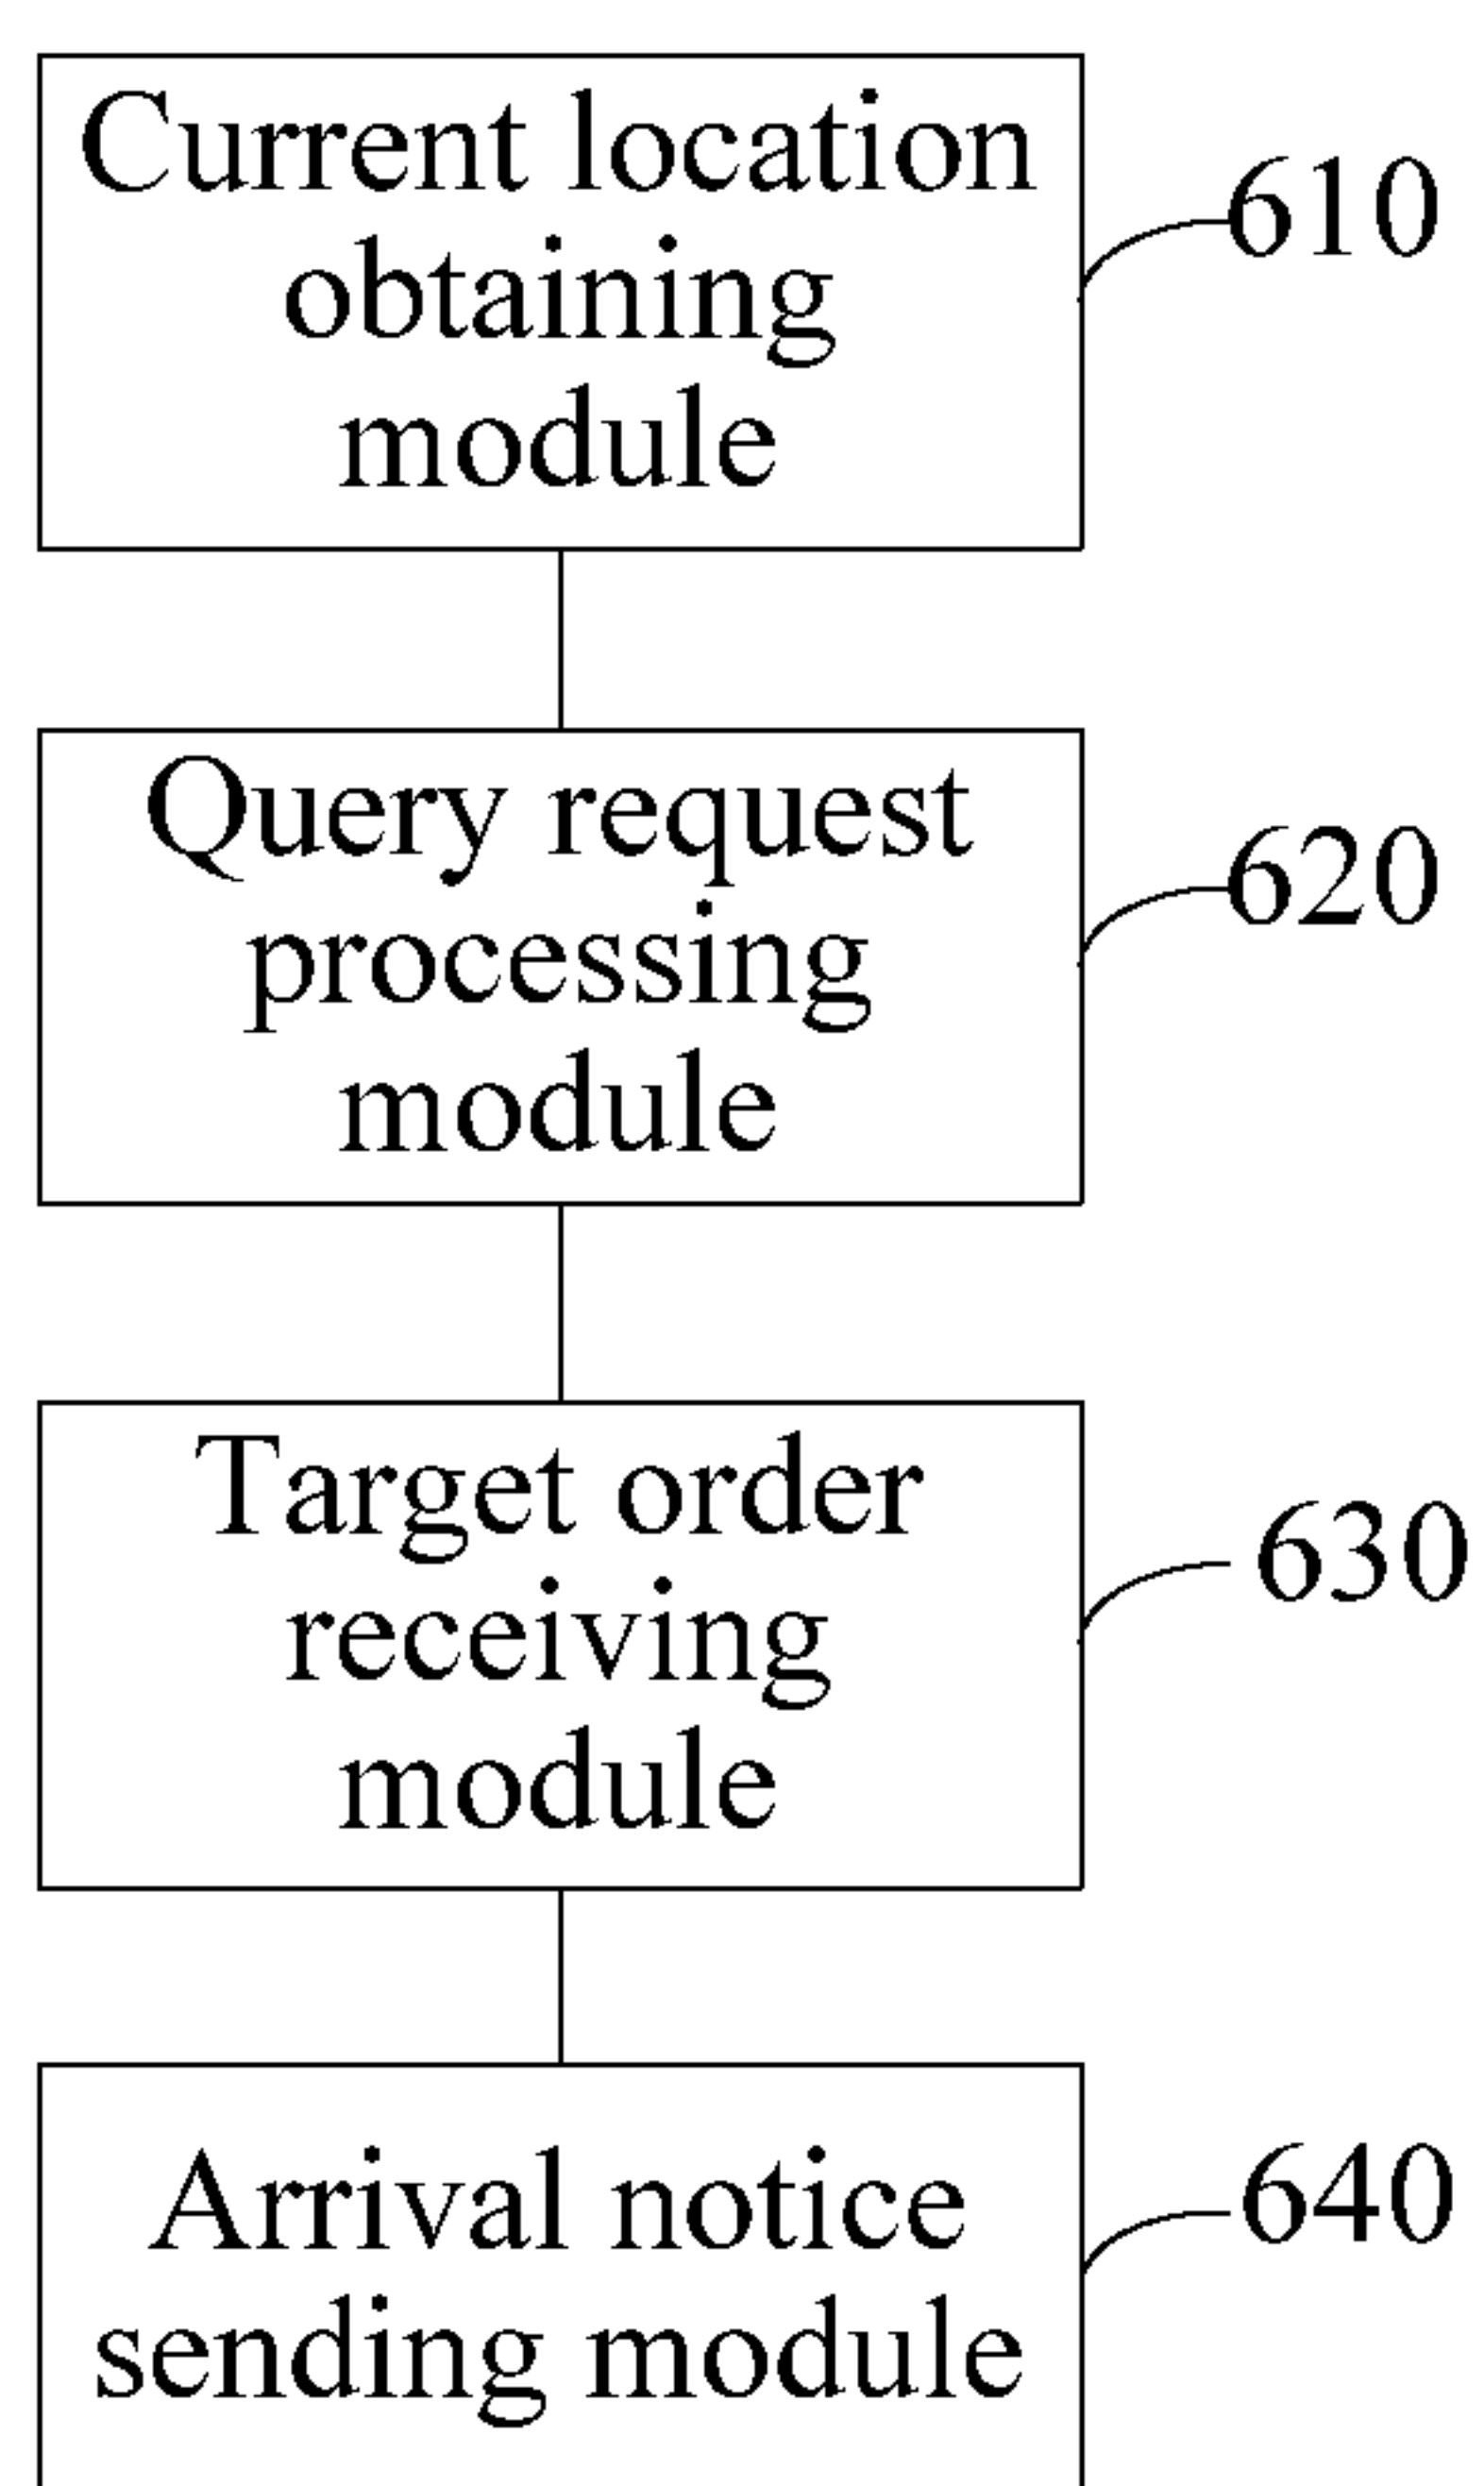 Current location
obtaining
module
610
Query request
processing
module
620
Target order
receiving
module
630
Arrival notice
sending module
640